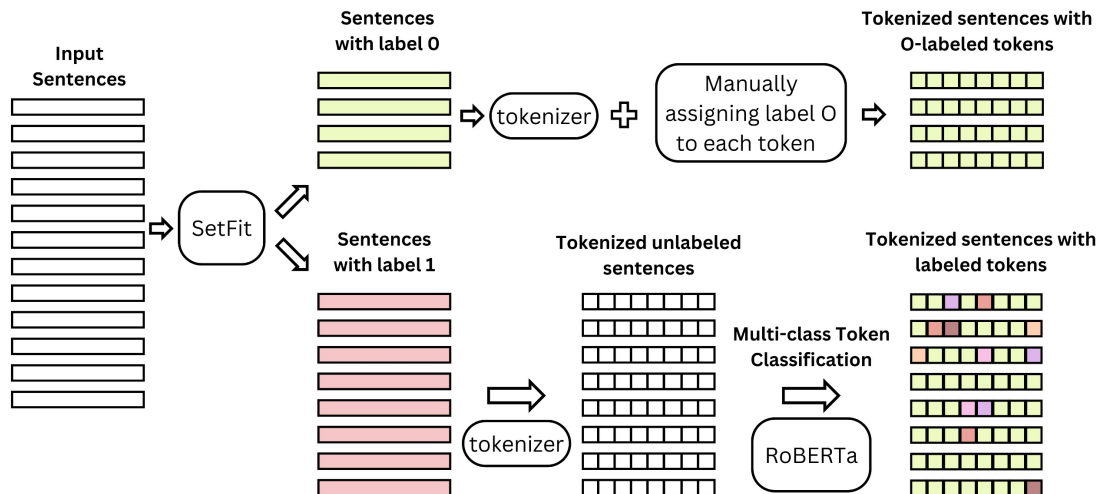 Input
Sentences
SetFit
Sentences
with label 0
tokenizer
Manually
assigning label O
to each token
Tokenized sentences with
O-labeled tokens
Sentences
with label 1
tokenizer
Tokenized unlabeled
sentences
Multi-class Token
Classification
RoBERTa
Tokenized sentences with
labeled tokens